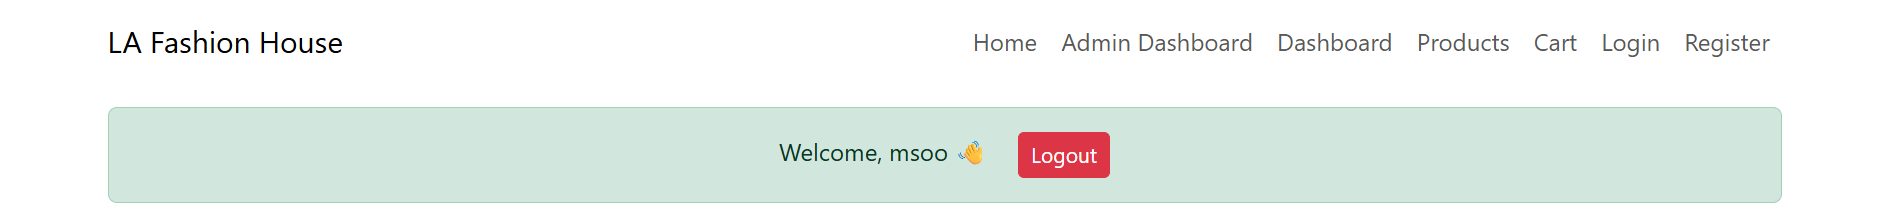 LA Fashion House Home Admin Dashboard Dashboard Products Cart Login Register
Welcome, msoo 👋 Logout